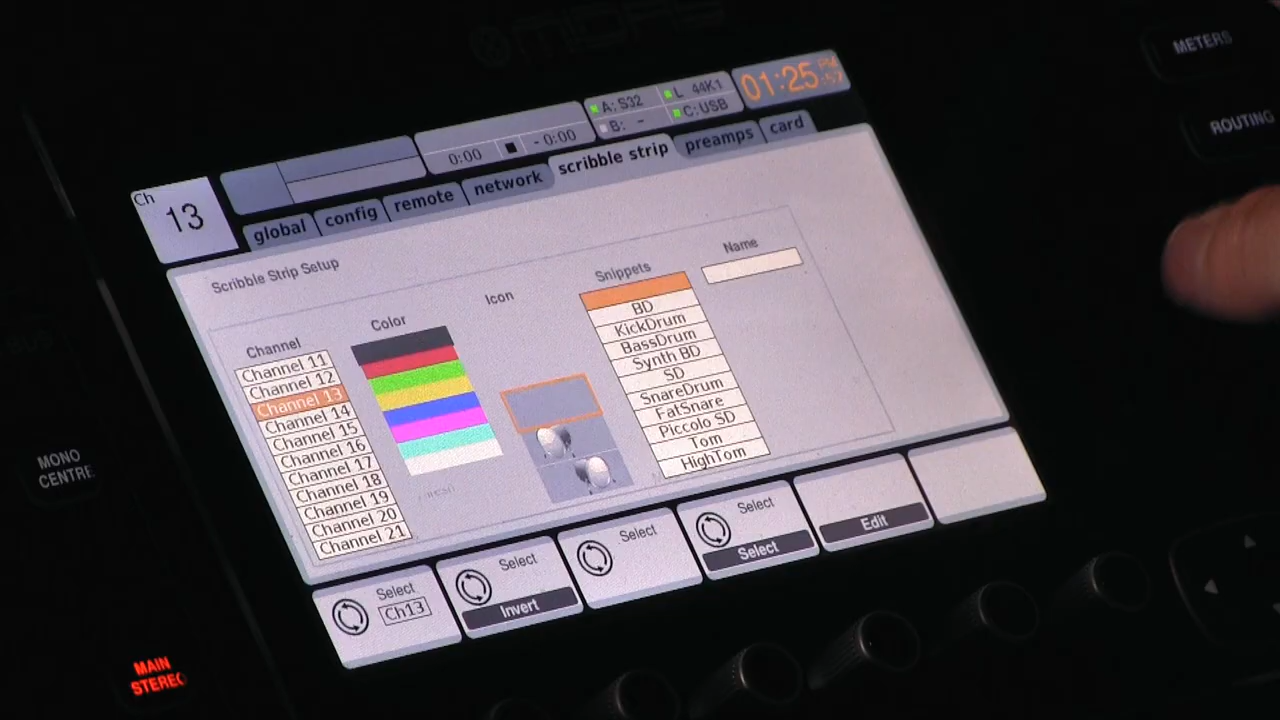 MIDAS
METERS
ROUTING
Ch 13
0:00 - 0:00
A: S32 L 44K1
B: - C: USB
01:25 PM
global config remote network scribble strip preamps card
Scribble Strip Setup
Channel Color Icon Snippets Name
Channel 11
Channel 12
Channel 13
Channel 14
Channel 15
Channel 16
Channel 17
Channel 18
Channel 19
Channel 20
Channel 21
BD
KickDrum
BassDrum
Synth BD
SD
SnareDrum
FatSnare
Piccolo SD
Tom
HighTom
Select Ch13
Select Invert
Select
Select Select
Edit
MONO
CENTRE
MAIN
STEREO